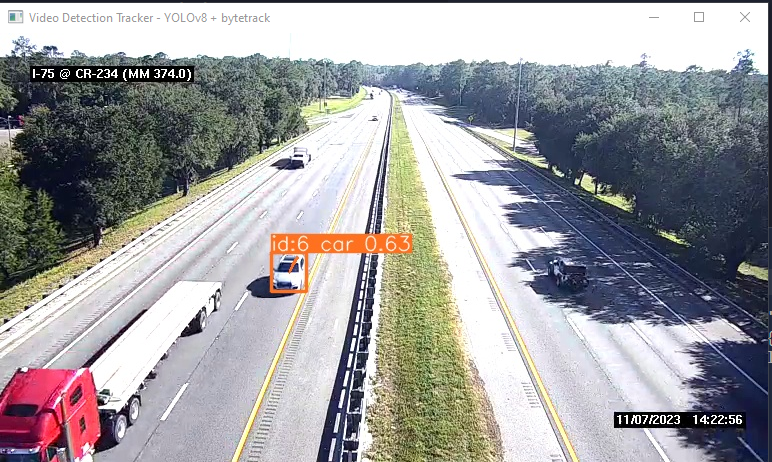 Video Detection Tracker - YOLOv8 + bytetrack
I-75 @ CR-234 (MM 374.0)
id:6 car 0.63
11/07/2023 14:22:56